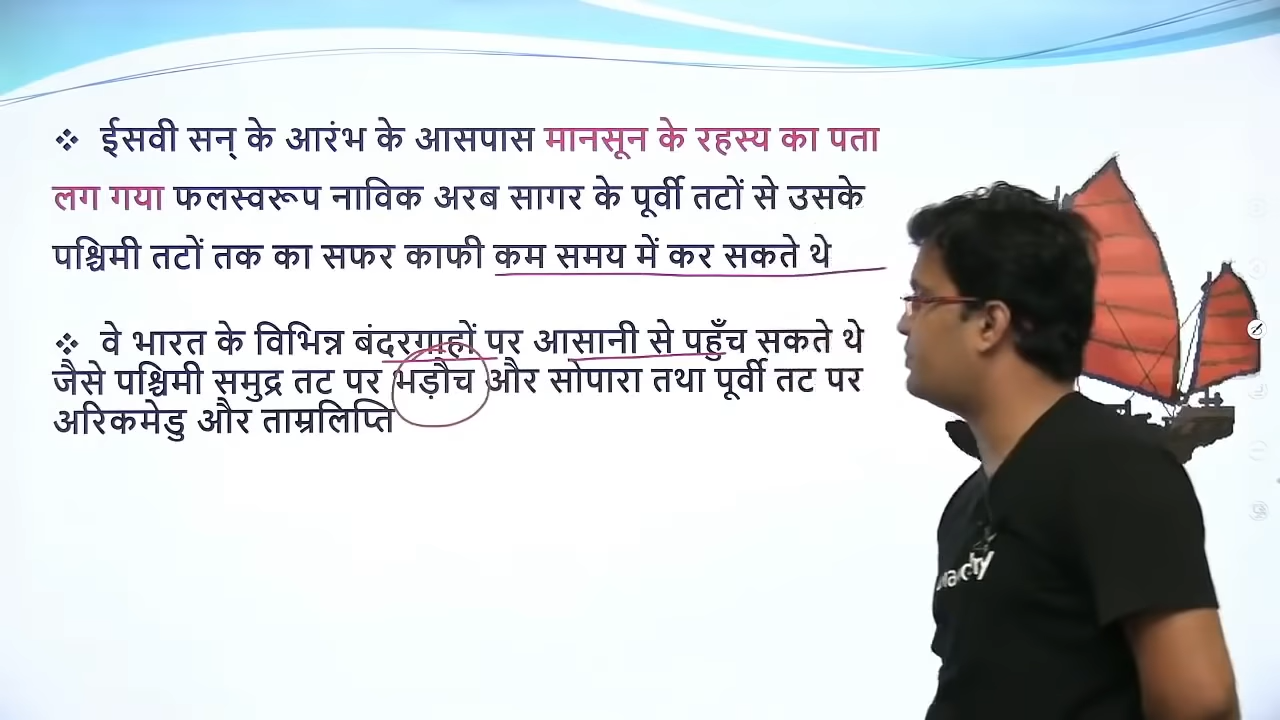 ❖ ईसवी सन् के आरंभ के आसपास मानसून के रहस्य का पता
लग गया फलस्वरूप नाविक अरब सागर के पूर्वी तटों से उसके
पश्चिमी तटों तक का सफर काफी कम समय में कर सकते थे
❖ वे भारत के विभिन्न बंदरगाहों पर आसानी से पहुँच सकते थे
जैसे पश्चिमी समुद्र तट पर भड़ौच और सोपारा तथा पूर्वी तट पर
अरिकमेडु और ताम्रलिप्ति